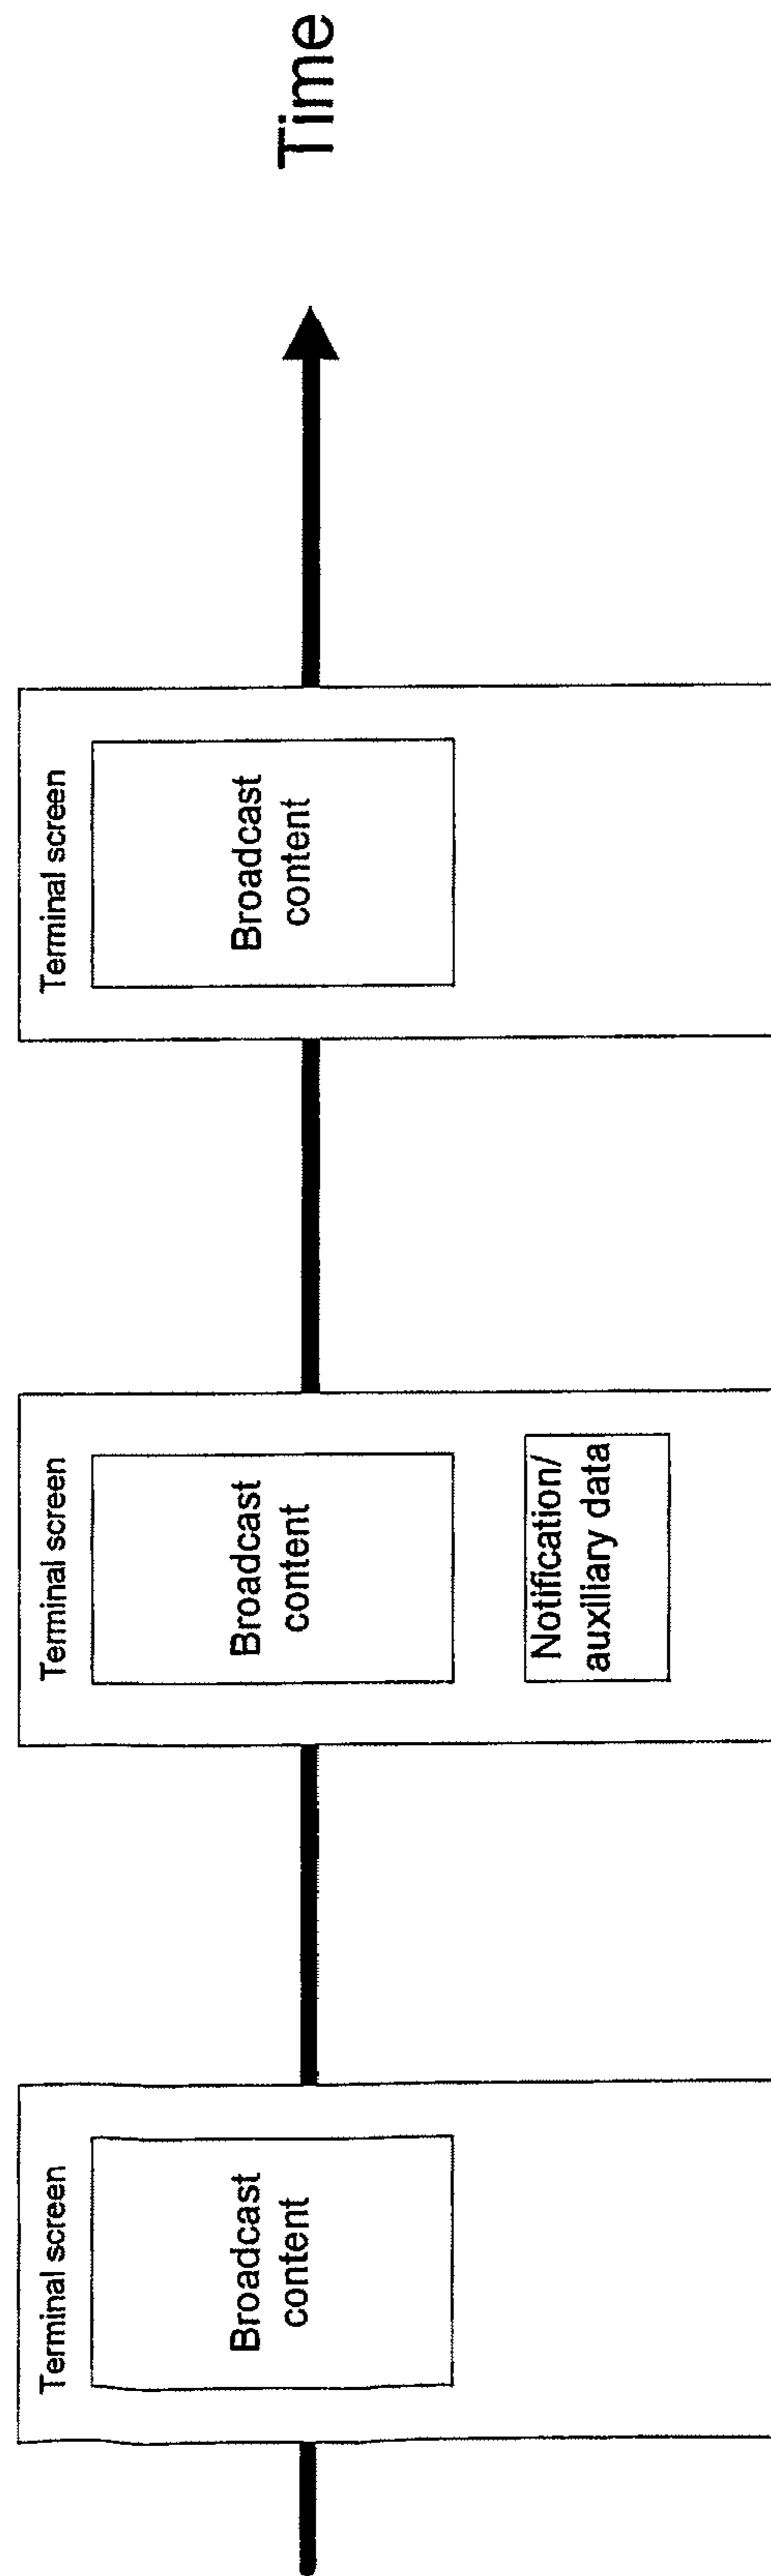 Terminal screen
Broadcast
content
Terminal screen
Broadcast
content
Notification/
auxiliary data
Terminal screen
Broadcast
content
Time